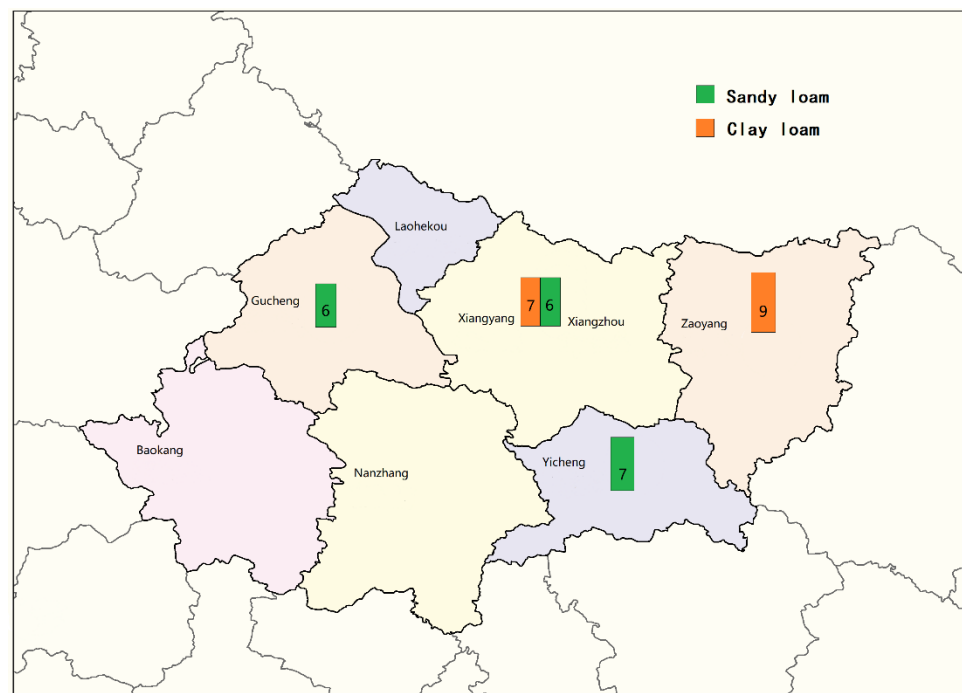 Sandy loam
Clay loam
Laohekou
Gucheng
6
Xiangyang
7
6
Xiangzhou
Zaoyang
9
Baokang
Nanzhang
Yicheng
7